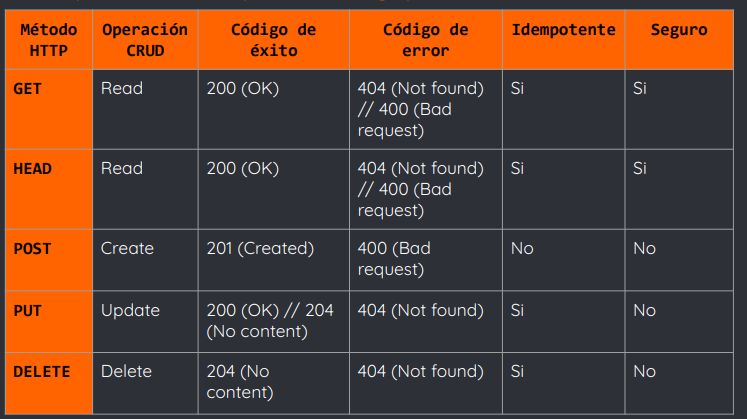 Método HTTP | Operación CRUD | Código de éxito | Código de error | Idempotente | Seguro
GET | Read | 200 (OK) | 404 (Not found) // 400 (Bad request) | Si | Si
HEAD | Read | 200 (OK) | 404 (Not found) // 400 (Bad request) | Si | Si
POST | Create | 201 (Created) | 400 (Bad request) | No | No
PUT | Update | 200 (OK) // 204 (No content) | 404 (Not found) | Si | No
DELETE | Delete | 204 (No content) | 404 (Not found) | Si | No